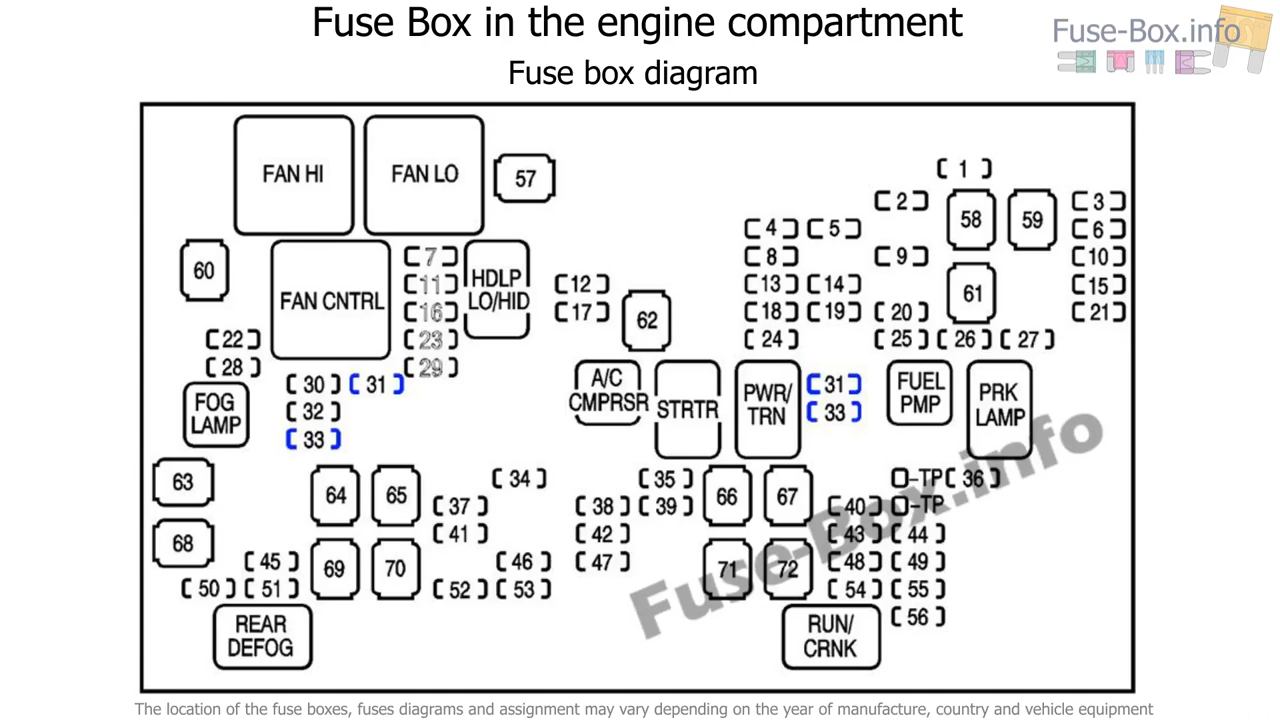 Fuse Box in the engine compartment
Fuse-Box.info
Fuse box diagram
FAN HI
FAN LO
57
1
2
58
59
3
4
5
6
60
FAN CNTRL
7
HDLP
LO/HID
8
9
10
11
12
13
14
61
15
16
17
62
18
19
20
21
22
23
24
25
26
27
28
29
30
31
A/C
CMPRSR
STRTR
PWR/
TRN
31
FUEL
PMP
PRK
LAMP
FOG
LAMP
32
33
33
63
64
65
34
35
66
67
TP
36
37
38
39
40
TP
68
41
42
43
44
45
69
70
46
47
71
72
48
49
50
51
52
53
54
55
REAR
DEFOG
RUN/
CRNK
56
Fuse-Box.info
The location of the fuse boxes, fuses diagrams and assignment may vary depending on the year of manufacture, country and vehicle equipment